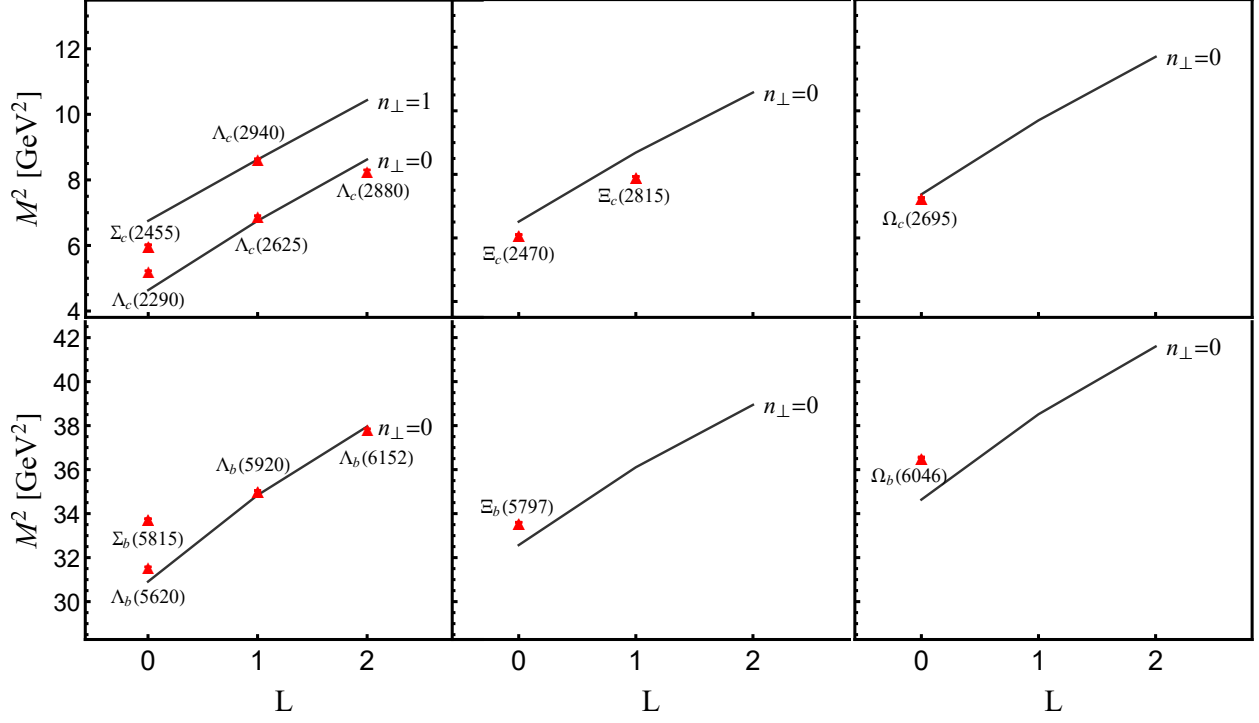 M² [GeV²]
12
10
8
6
4
n⊥=1
Λc(2940)
n⊥=0
Λc(2880)
Σc(2455)
Λc(2625)
Λc(2290)
n⊥=0
Ξc(2815)
Ξc(2470)
n⊥=0
Ωc(2695)
M² [GeV²]
42
40
38
36
34
32
30
n⊥=0
Λb(5920)
Λb(6152)
Σb(5815)
Λb(5620)
n⊥=0
Ξb(5797)
n⊥=0
Ωb(6046)
0 1 2
0 1 2
0 1 2
L
L
L